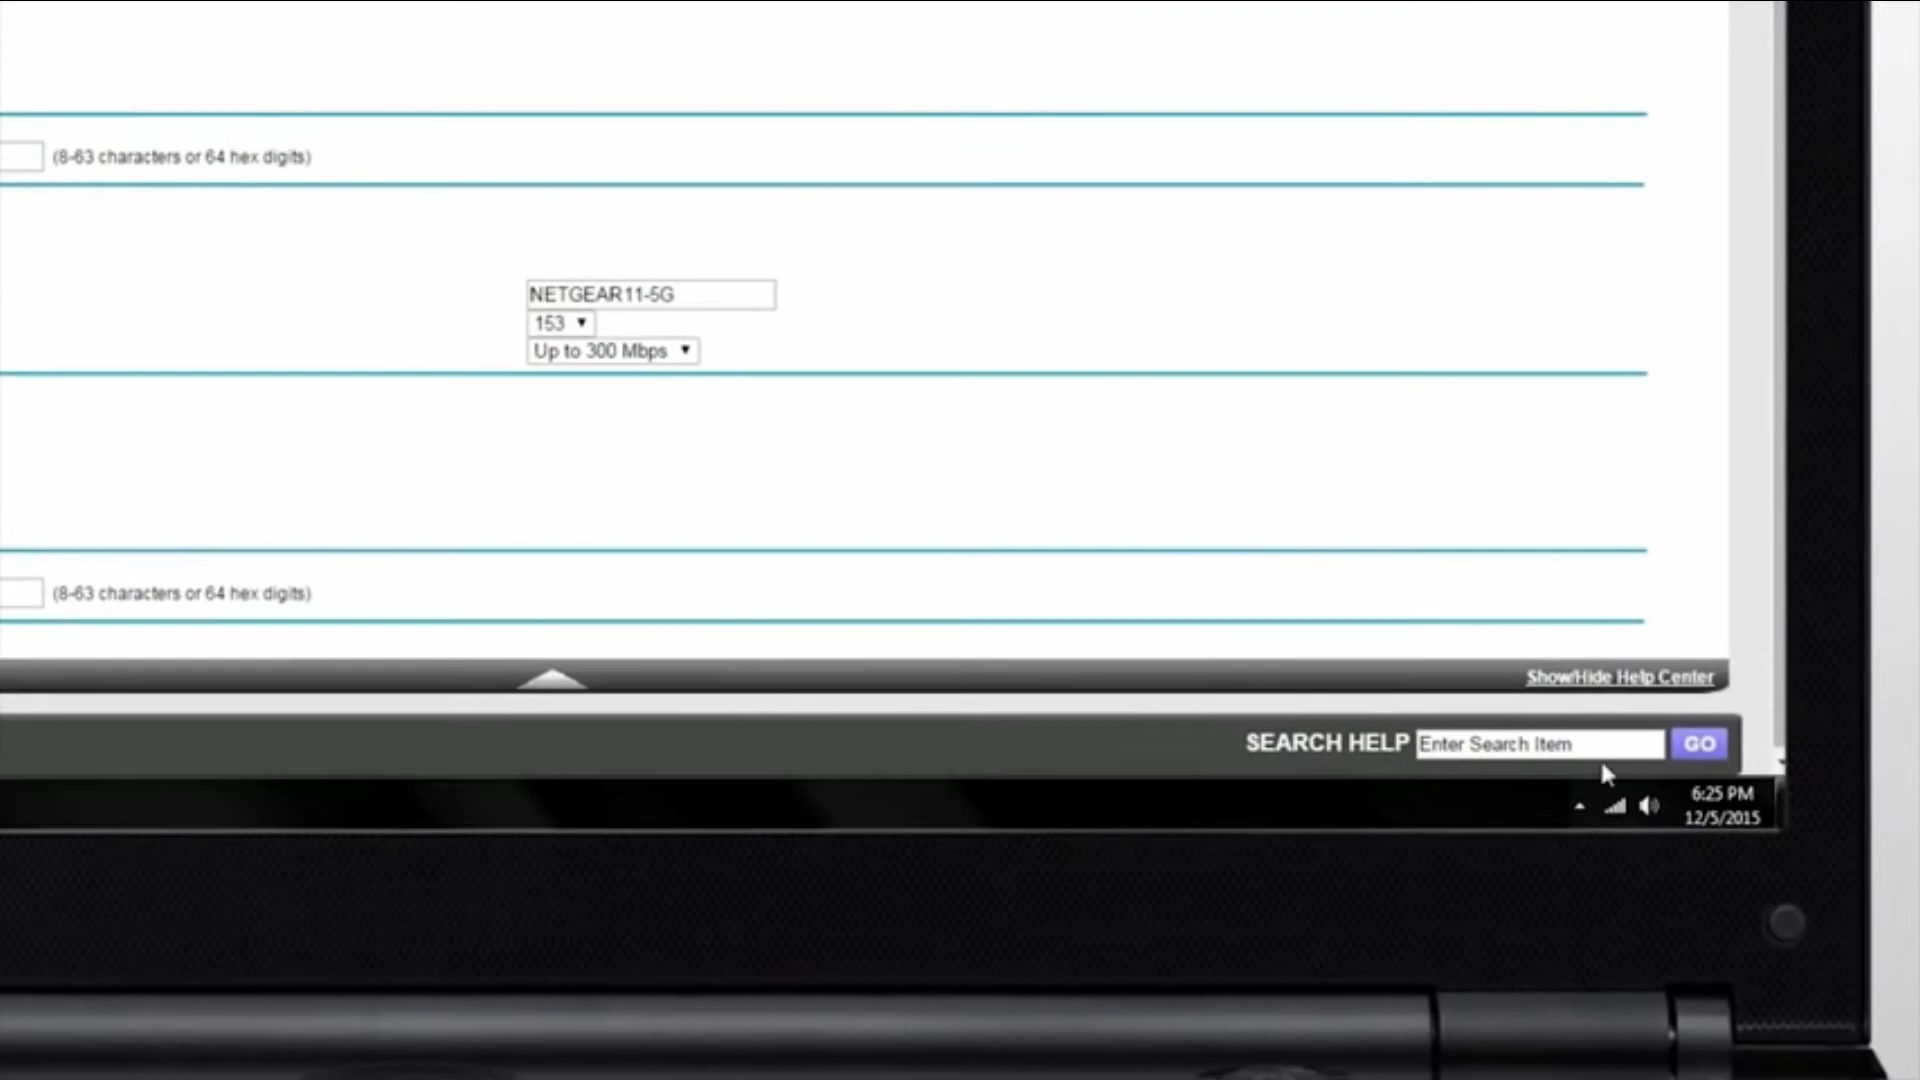 (8-63 characters or 64 hex digits)
NETGEAR11-5G
153
Up to 300 Mbps
(8-63 characters or 64 hex digits)
Show/Hide Help Center
SEARCH HELP Enter Search Item GO
6:25 PM
12/5/2015